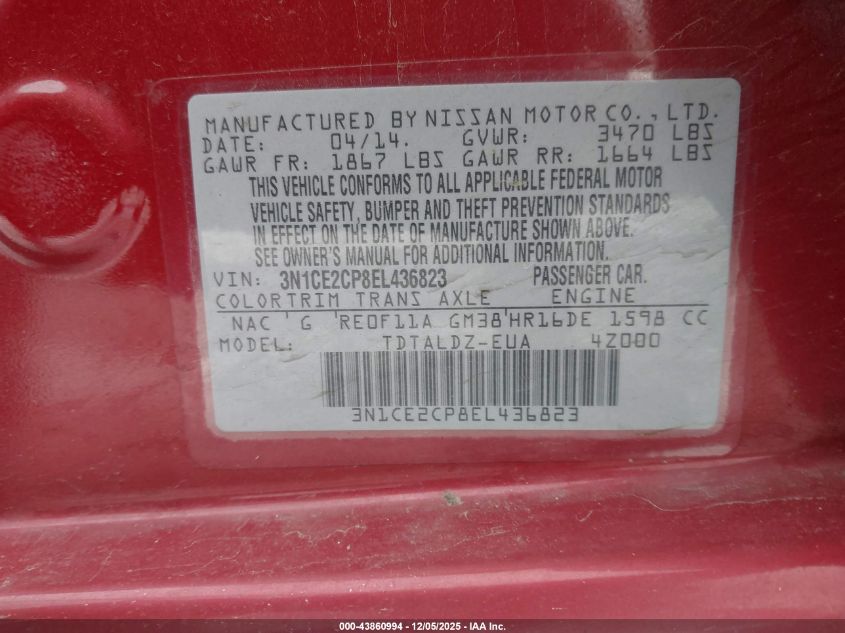 MANUFACTURED BY NISSAN MOTOR CO., LTD.
DATE: 04/14. GVWR: 3470 LBS
GAWR FR: 1867 LBS GAWR RR: 1664 LBS
THIS VEHICLE CONFORMS TO ALL APPLICABLE FEDERAL MOTOR
VEHICLE SAFETY, BUMPER AND THEFT PREVENTION STANDARDS
IN EFFECT ON THE DATE OF MANUFACTURE SHOWN ABOVE.
SEE OWNER'S MANUAL FOR ADDITIONAL INFORMATION.
VIN: 3N1CE2CP8EL436823 PASSENGER CAR.
COLOR TRIM TRANS AXLE ENGINE
NAC ' G 'RE0F11A GM38'HR16DE 1598 CC
MODEL: TDTALDZ-EUA 4Z000
3N1CE2CP8EL436823
000-43860994 | 12/05/2025 - IAA Inc.